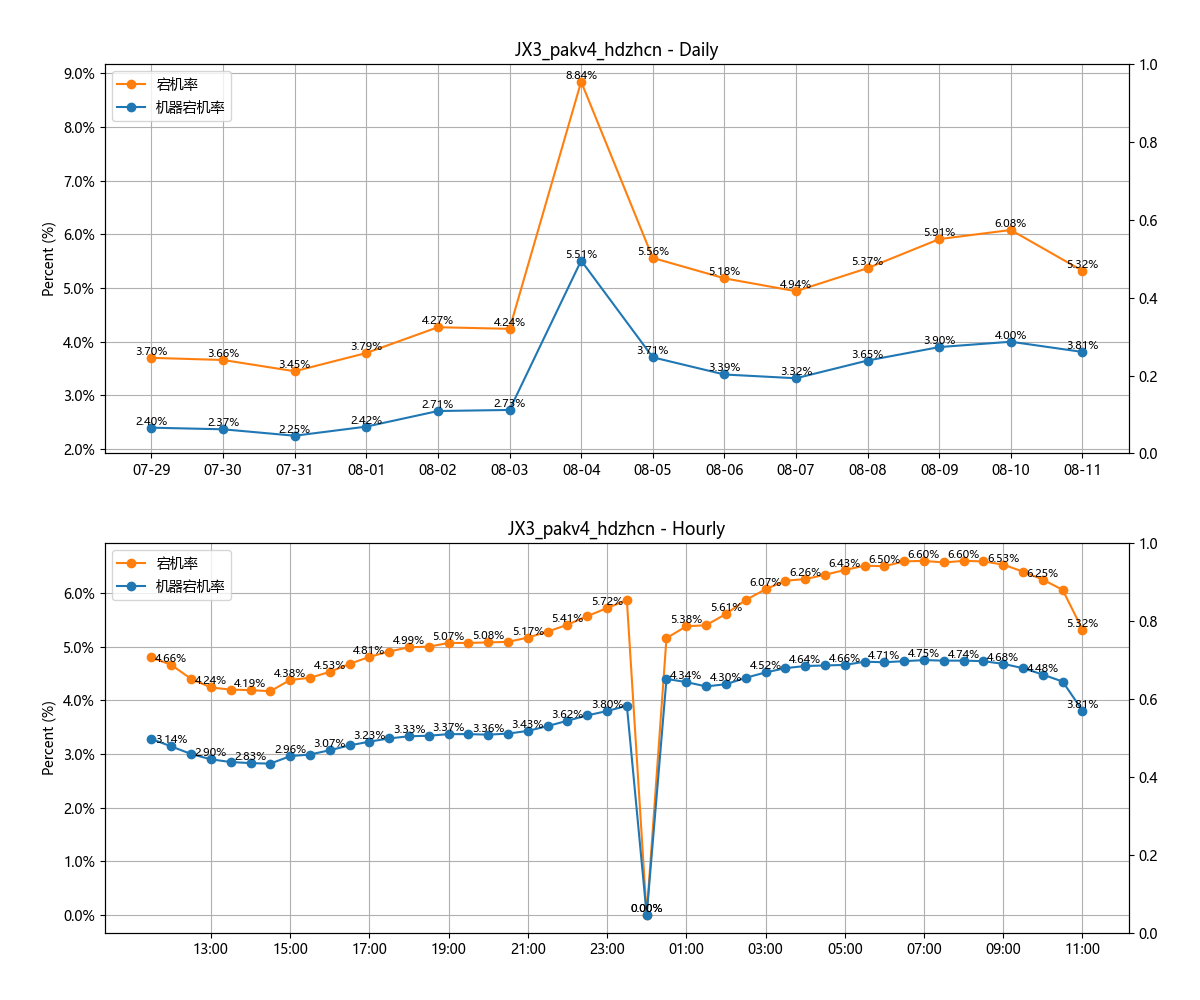 JX3_pakv4_hdzhcn - Daily
宕机率
机器宕机率
Percent (%)
9.0%
8.0%
7.0%
6.0%
5.0%
4.0%
3.0%
2.0%
1.0
0.8
0.6
0.4
0.2
0.0
3.70% 3.66% 3.45% 3.79% 4.27% 4.24% 8.84% 5.56% 5.18% 4.94% 5.37% 5.91% 6.08% 5.32%
2.40% 2.37% 2.25% 2.42% 2.71% 2.73% 5.51% 3.71% 3.39% 3.32% 3.65% 3.90% 4.00% 3.81%
07-29 07-30 07-31 08-01 08-02 08-03 08-04 08-05 08-06 08-07 08-08 08-09 08-10 08-11
JX3_pakv4_hdzhcn - Hourly
宕机率
机器宕机率
Percent (%)
6.0%
5.0%
4.0%
3.0%
2.0%
1.0%
0.0%
1.0
0.8
0.6
0.4
0.2
0.0
4.66% 4.24% 4.19% 4.38% 4.53% 4.81% 4.99% 5.07% 5.08% 5.17% 5.41% 5.72% 0.00% 5.38% 5.61% 6.07% 6.26% 6.43% 6.50% 6.60% 6.60% 6.53% 6.25% 5.32%
3.14% 2.90% 2.83% 2.96% 3.07% 3.23% 3.33% 3.37% 3.36% 3.43% 3.62% 3.80% 0.00% 4.34% 4.30% 4.52% 4.64% 4.66% 4.71% 4.75% 4.74% 4.68% 4.48% 3.81%
13:00 15:00 17:00 19:00 21:00 23:00 01:00 03:00 05:00 07:00 09:00 11:00